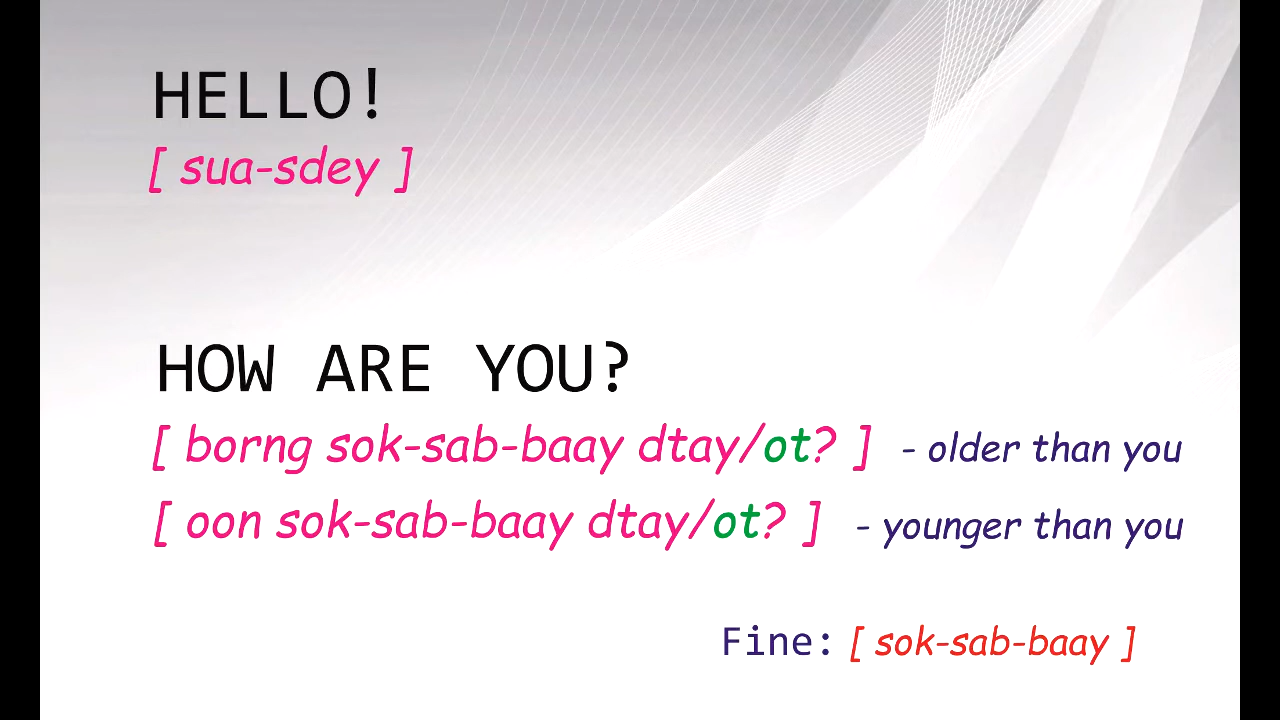 HELLO!
[ sua-sdey ]
HOW ARE YOU?
[ borng sok-sab-baay dtay/ot? ] - older than you
[ oon sok-sab-baay dtay/ot? ] - younger than you
Fine: [ sok-sab-baay ]